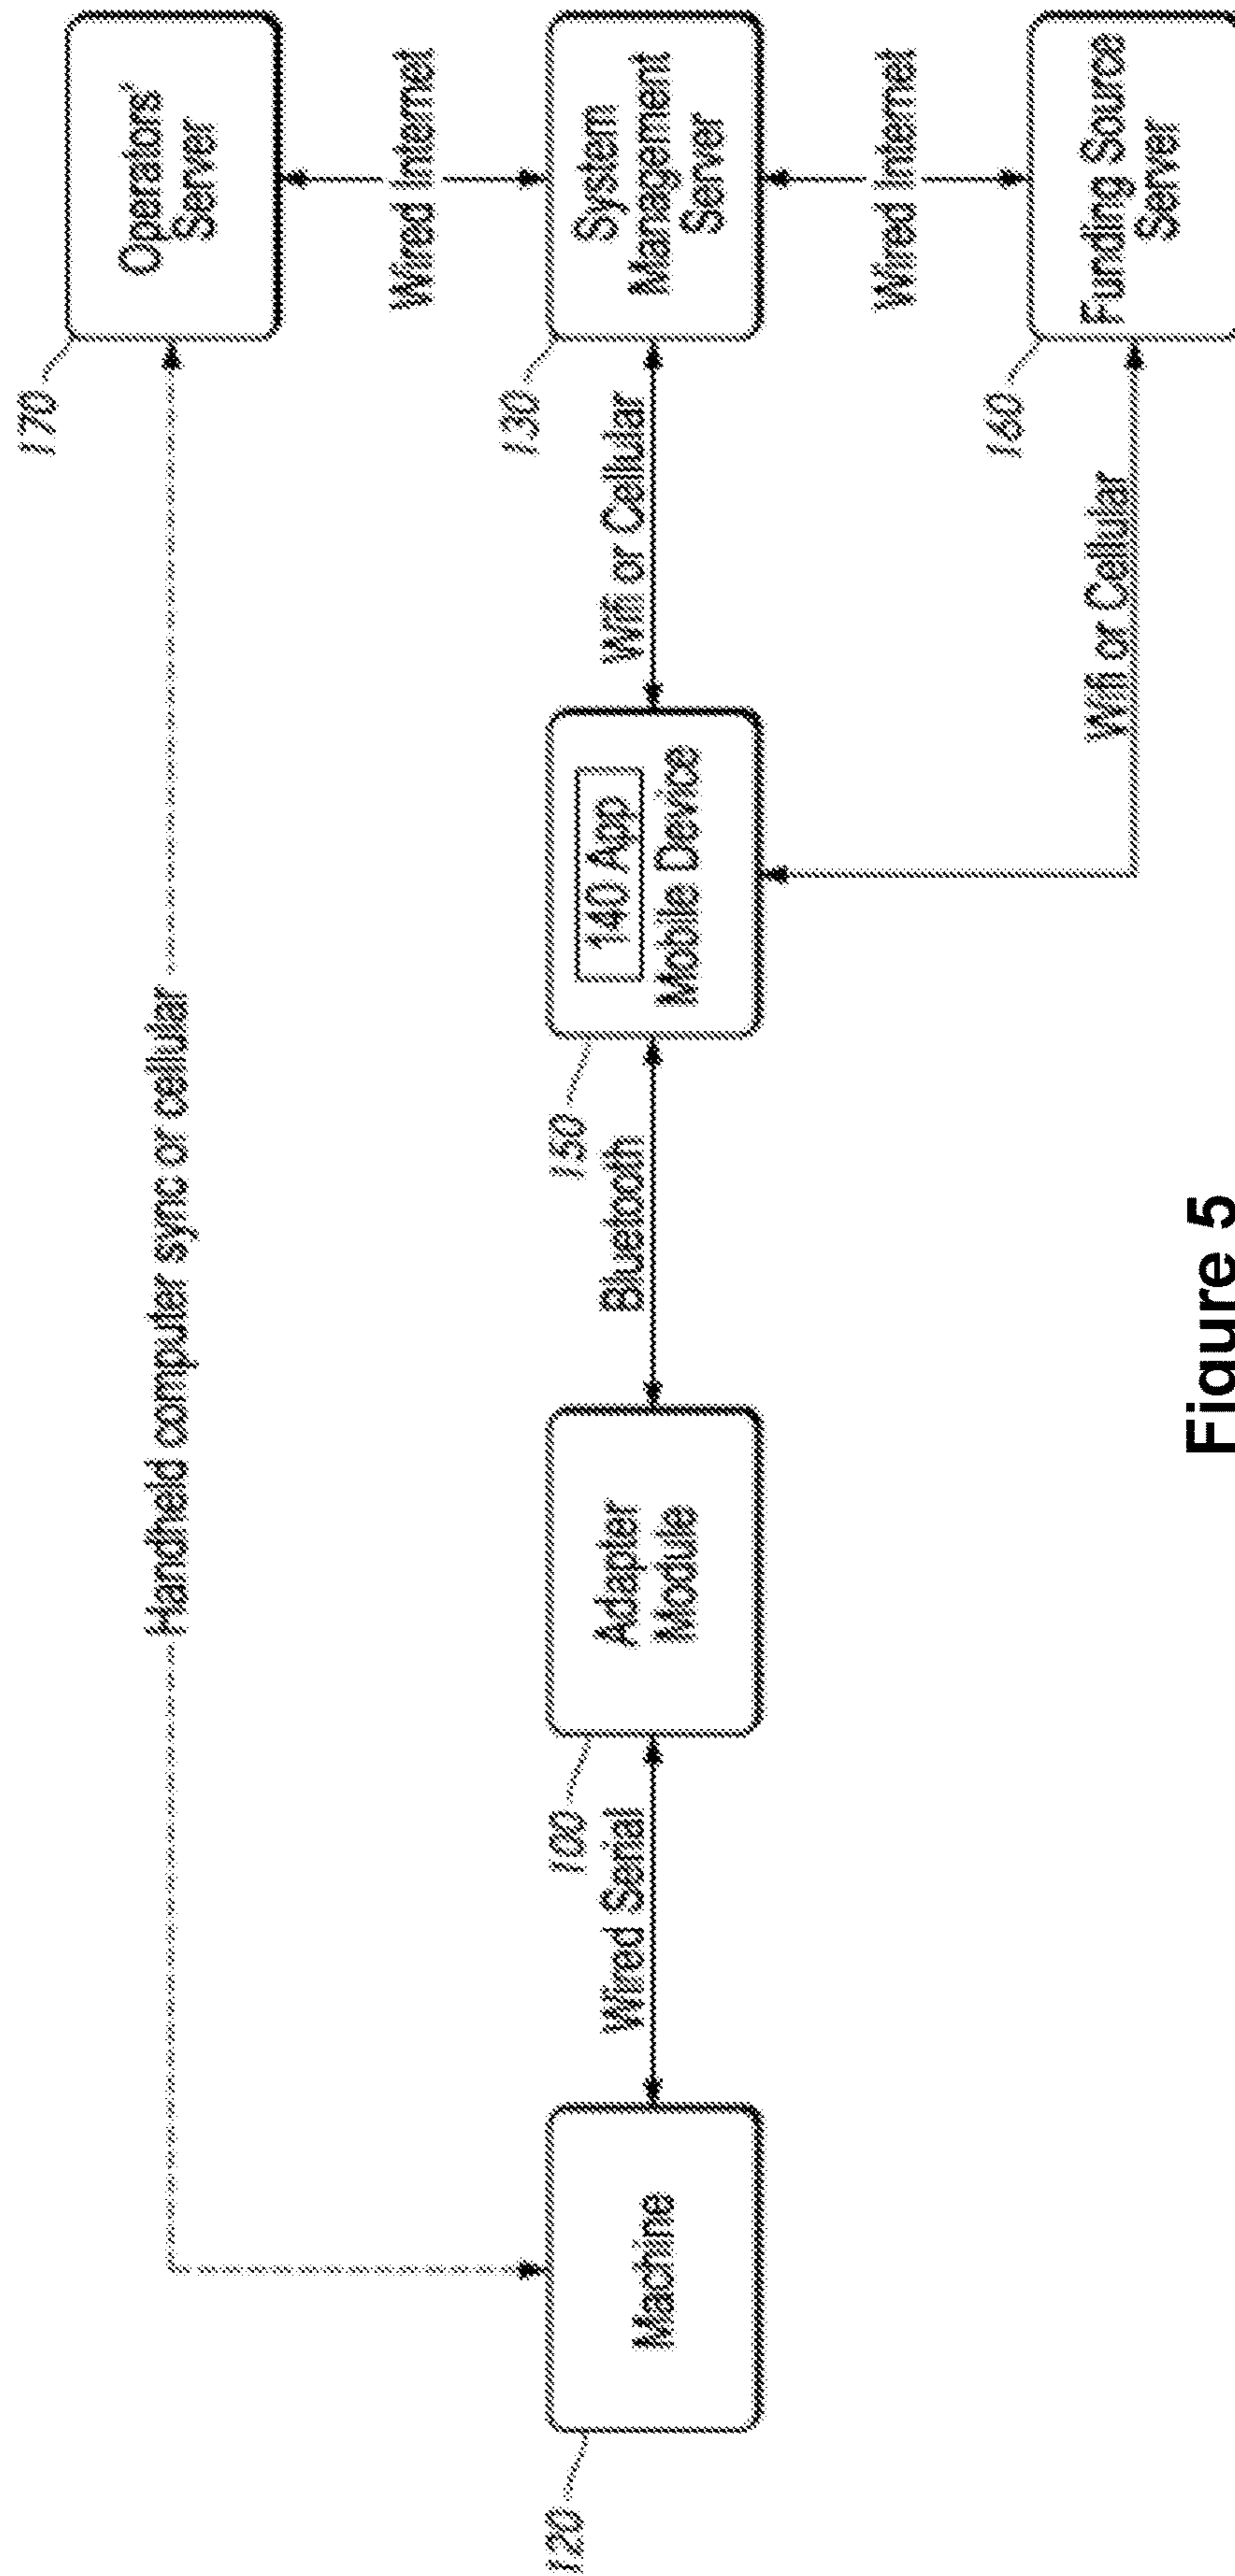 170
Operators'
Server
Handheld computer sync or cellular
Wired Internet
120
Machine
Wired Serial
100
Adapter
Module
Bluetooth
150
140 App
Mobile Device
Wifi or Cellular
130
System
Management
Server
Wired Internet
Wifi or Cellular
160
Funding Source
Server
Figure 5